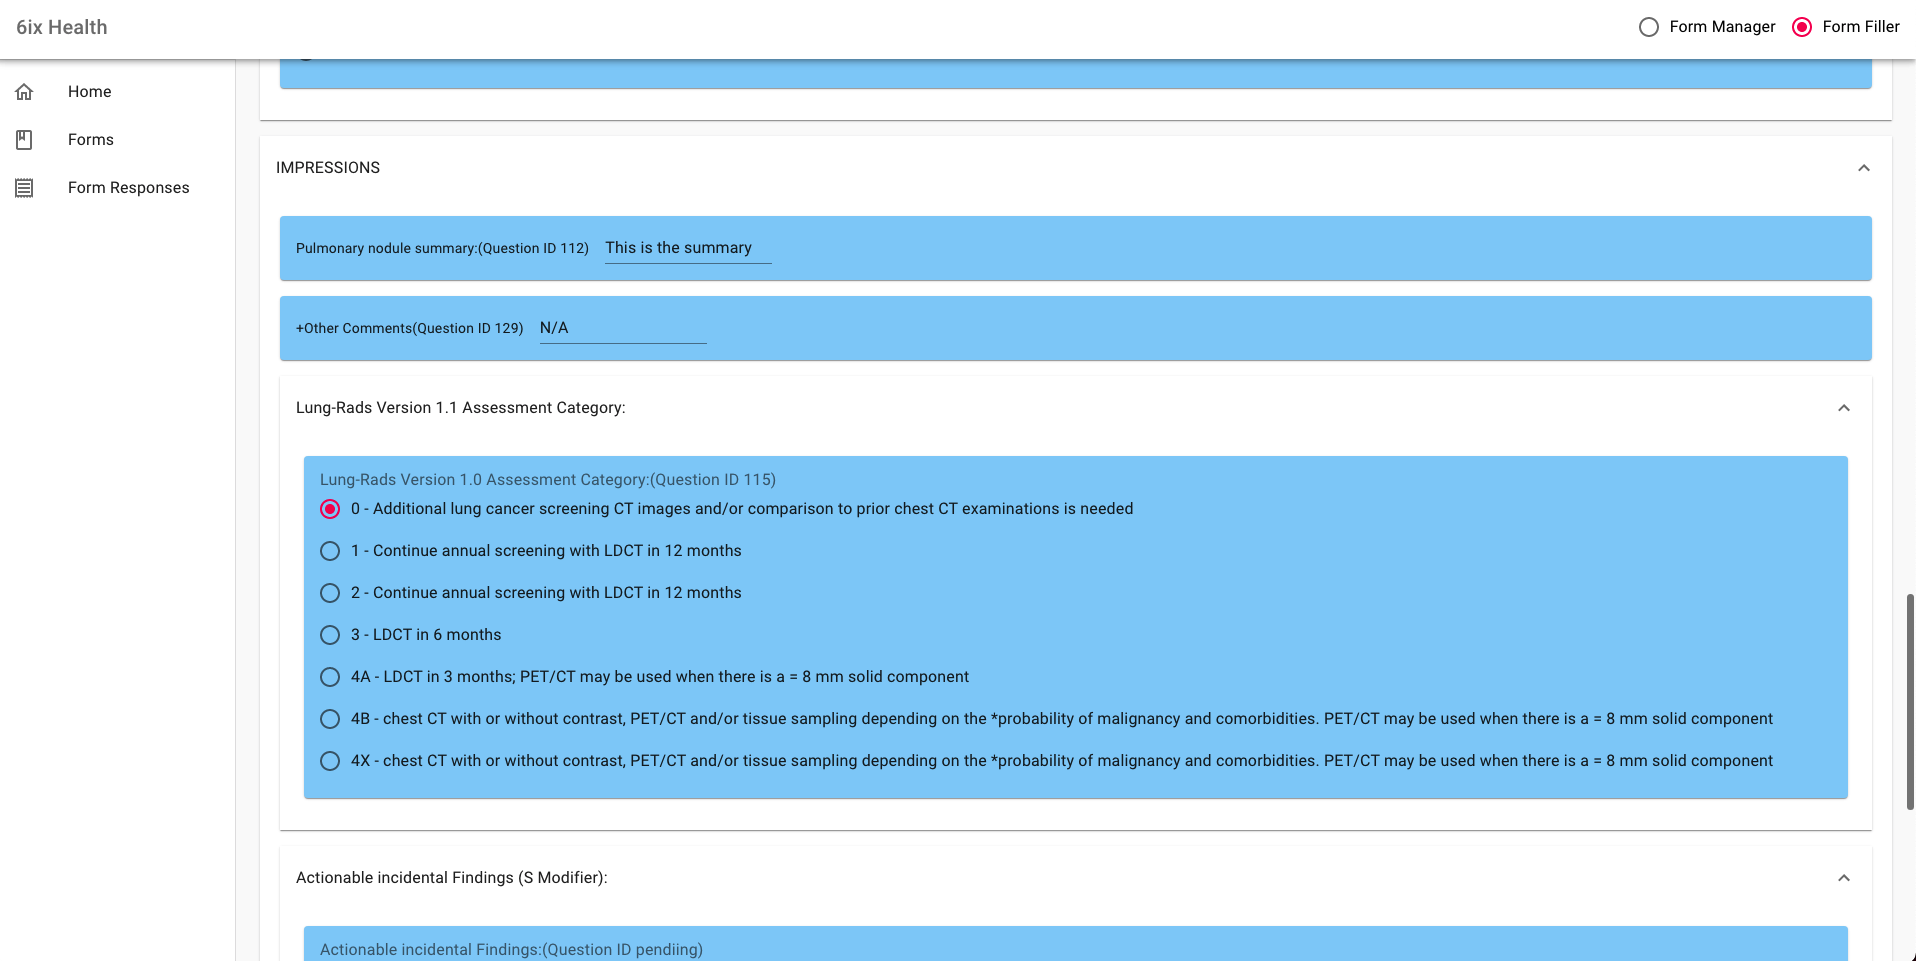 6ix Health
Form Manager
Form Filler
Home
Forms
Form Responses
IMPRESSIONS
Pulmonary nodule summary:(Question ID 112) This is the summary
+Other Comments(Question ID 129) N/A
Lung-Rads Version 1.1 Assessment Category:
Lung-Rads Version 1.0 Assessment Category:(Question ID 115)
0 - Additional lung cancer screening CT images and/or comparison to prior chest CT examinations is needed
1 - Continue annual screening with LDCT in 12 months
2 - Continue annual screening with LDCT in 12 months
3 - LDCT in 6 months
4A - LDCT in 3 months; PET/CT may be used when there is a = 8 mm solid component
4B - chest CT with or without contrast, PET/CT and/or tissue sampling depending on the *probability of malignancy and comorbidities. PET/CT may be used when there is a = 8 mm solid component
4X - chest CT with or without contrast, PET/CT and/or tissue sampling depending on the *probability of malignancy and comorbidities. PET/CT may be used when there is a = 8 mm solid component
Actionable incidental Findings (S Modifier):
Actionable incidental Findings:(Question ID pendiing)